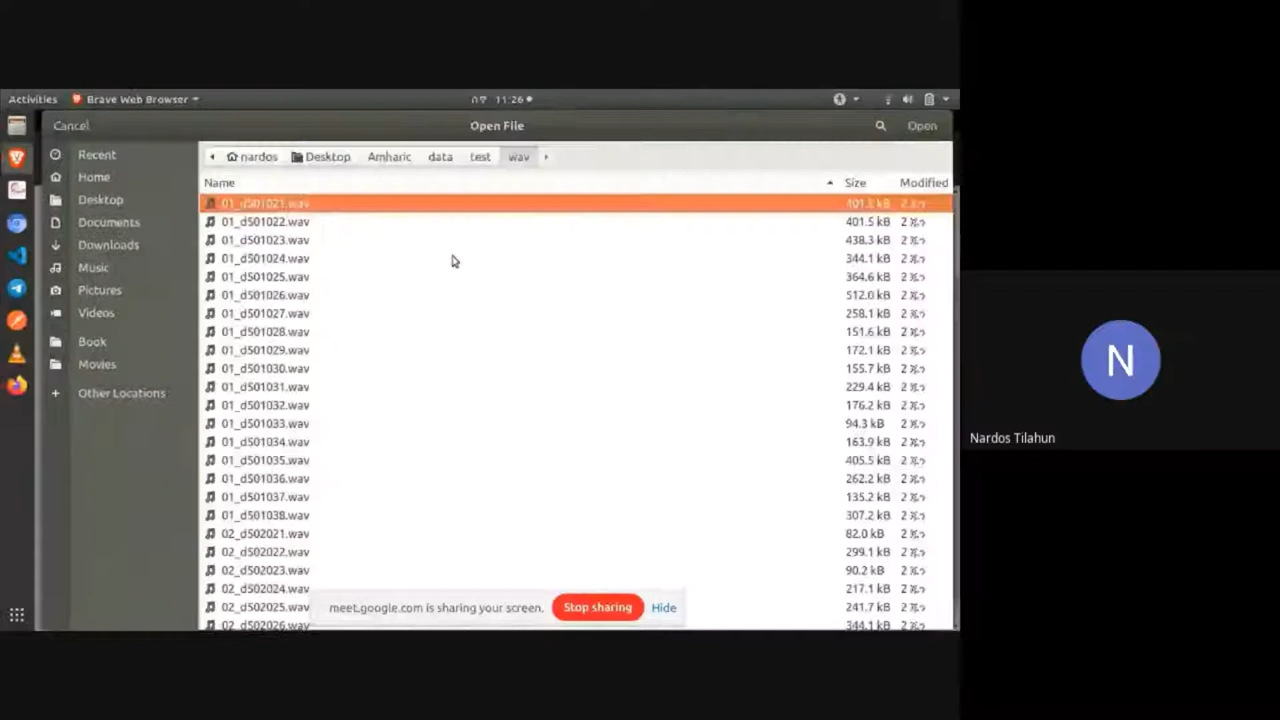 Activities Brave Web Browser 11:26
Cancel Open File Open
Recent
Home
Desktop
Documents
Downloads
Music
Pictures
Videos
Book
Movies
Other Locations
nardos Desktop Amharic data test wav
Name Size Modified
01_d501021.wav
01_d501022.wav 401.5 kB
01_d501023.wav 438.3 kB
01_d501024.wav 344.1 kB
01_d501025.wav 364.6 kB
01_d501026.wav 512.0 kB
01_d501027.wav 258.1 kB
01_d501028.wav 151.6 kB
01_d501029.wav 172.1 kB
01_d501030.wav 155.7 kB
01_d501031.wav 229.4 kB
01_d501032.wav 176.2 kB
01_d501033.wav 94.3 kB
01_d501034.wav 163.9 kB
01_d501035.wav 405.5 kB
01_d501036.wav 262.2 kB
01_d501037.wav 135.2 kB
01_d501038.wav 307.2 kB
02_d502021.wav 82.0 kB
02_d502022.wav 299.1 kB
02_d502023.wav 90.2 kB
02_d502024.wav 217.1 kB
02_d502025.wav 241.7 kB
02_d502026.wav 344.1 kB
meet.google.com is sharing your screen. Stop sharing Hide
N
Nardos Tilahun